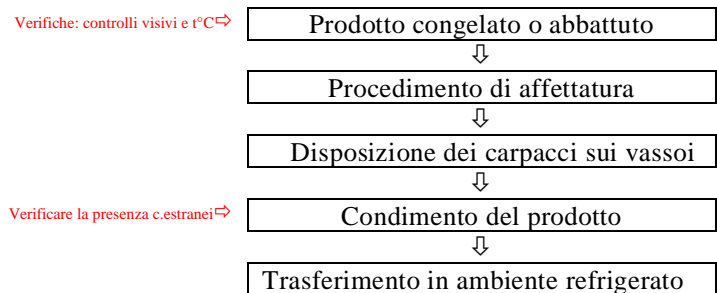 Verifiche: controlli visivi e t°C⇨ Prodotto congelato o abbattuto
⇩
Procedimento di affettatura
⇩
Disposizione dei carpacci sui vassoi
⇩
Verificare la presenza c.estranei⇨ Condimento del prodotto
⇩
Trasferimento in ambiente refrigerato